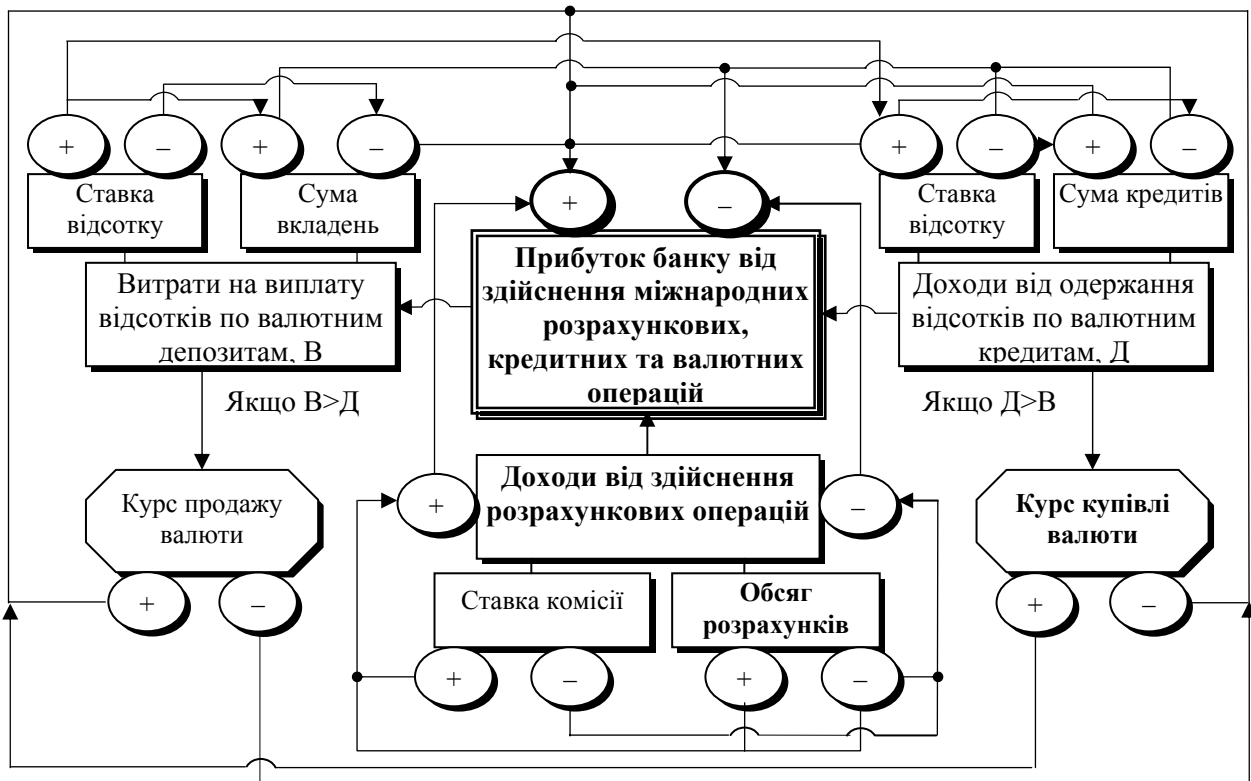 + – + –
+ – + –
Ставка
відсотку
Сума
вкладень
+
–
Ставка
відсотку
Сума кредитів
Витрати на виплату
відсотків по валютним
депозитам, В
Прибуток банку від
здійснення міжнародних
розрахункових,
кредитних та валютних
операцій
Доходи від одержання
відсотків по валютним
кредитам, Д
Якщо В>Д
Якщо Д>В
Курс продажу
валюти
+ –
+
Доходи від здійснення
розрахункових операцій
–
Курс купівлі
валюти
+ –
Ставка комісії
Обсяг
розрахунків
+ – + –